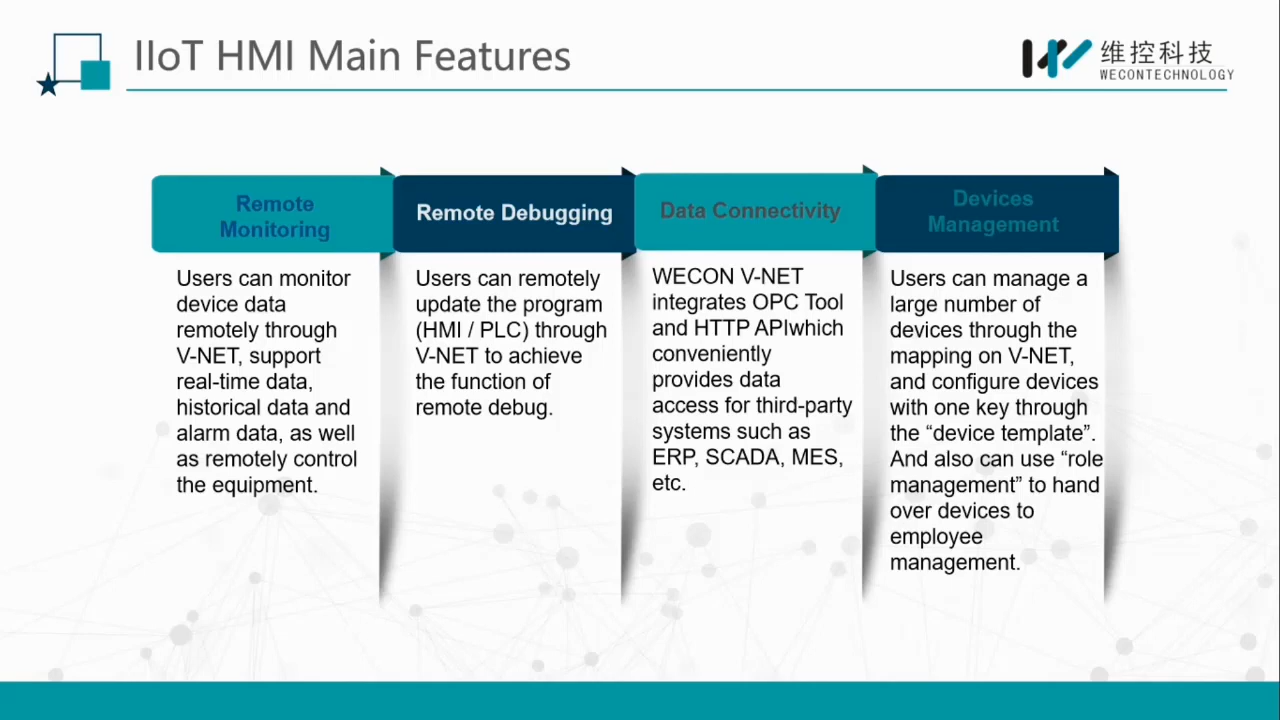 IIoT HMI Main Features
维控科技
WECONTECHNOLOGY
Remote
Monitoring
Users can monitor
device data
remotely through
V-NET, support
real-time data,
historical data and
alarm data, as well
as remotely control
the equipment.
Remote Debugging
Users can remotely
update the program
(HMI / PLC) through
V-NET to achieve
the function of
remote debug.
Data Connectivity
WECON V-NET
integrates OPC Tool
and HTTP APIwhich
conveniently
provides data
access for third-party
systems such as
ERP, SCADA, MES,
etc.
Devices
Management
Users can manage a
large number of
devices through the
mapping on V-NET,
and configure devices
with one key through
the “device template”.
And also can use “role
management” to hand
over devices to
employee
management.